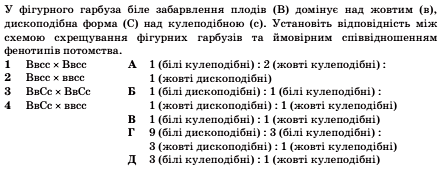 У фігурного гарбуза біле забарвлення плодів (В) домінує над жовтим (в),
дископодібна форма (С) над кулеподібною (с). Установіть відповідність між
схемою схрещування фігурних гарбузів та ймовірним співвідношенням
фенотипів потомства.
1 Ввсс × Ввсс А 1 (білі кулеподібні) : 2 (жовті кулеподібні) :
2 Ввсс × ввсс 1 (жовті дископодібні)
3 ВвСс × ВвСс Б 1 (білі дископодібні) : 1 (білі кулеподібні) :
4 ВвСс × ввсс 1 (жовті дископодібні) : 1 (жовті кулеподібні)
В 1 (білі кулеподібні) : 1 (жовті кулеподібні)
Г 9 (білі дископодібні) : 3 (білі кулеподібні) :
3 (жовті дископодібні) : 1 (жовті кулеподібні)
Д 3 (білі кулеподібні) : 1 (жовті кулеподібні)